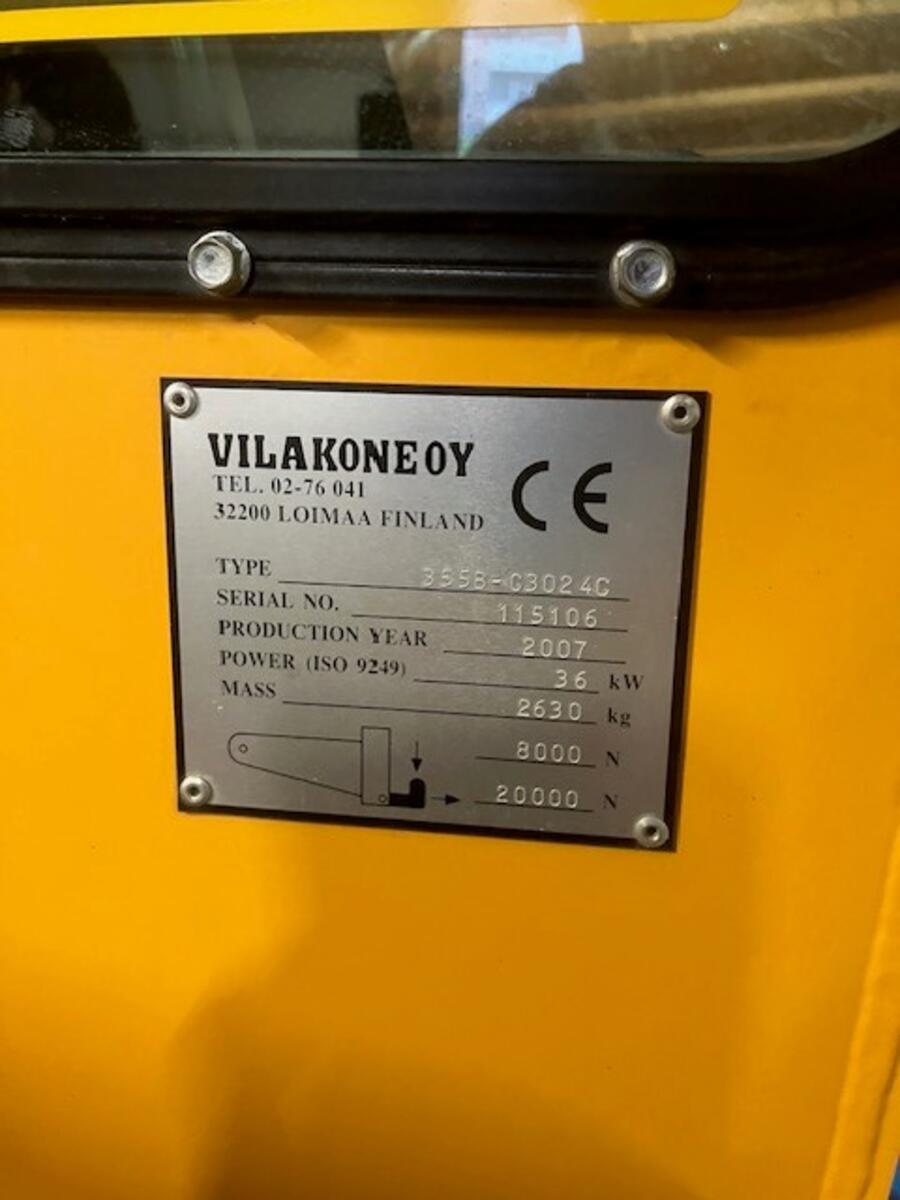 VILAKONE OY
TEL. 02-76 041
32200 LOIMAA FINLAND
CE
TYPE 355B-C3024C
SERIAL NO. 115106
PRODUCTION YEAR 2007
POWER (ISO 9249) 36 kW
MASS 2630 kg
8000 N
20000 N